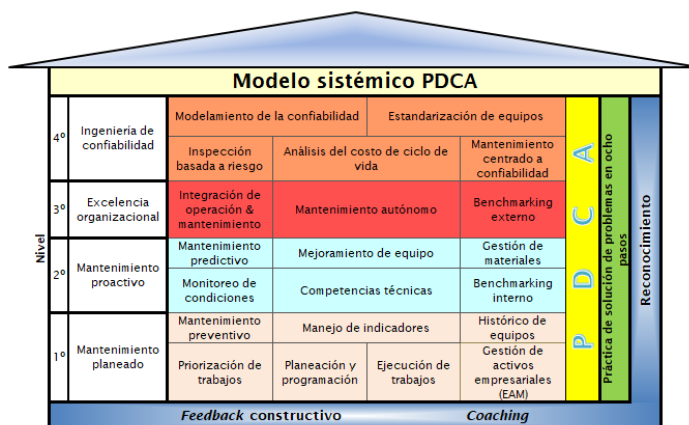 Modelo sistémico PDCA
Nivel
4º
Ingeniería de
confiabilidad
Modelamiento de la confiabilidad
Estandarización de equipos
Inspección
basada a riesgo
Análisis del costo de ciclo de
vida
Mantenimiento
centrado a
confiabilidad
3º
Excelencia
organizacional
Integración de
operación &
mantenimiento
Mantenimiento autónomo
Benchmarking
externo
2º
Mantenimiento
proactivo
Mantenimiento
predictivo
Mejoramiento de equipo
Gestión de
materiales
Monitoreo de
condiciones
Competencias técnicas
Benchmarking
interno
1º
Mantenimiento
planeado
Mantenimiento
preventivo
Manejo de indicadores
Histórico de
equipos
Priorización de
trabajos
Planeación y
programación
Ejecución de
trabajos
Gestión de
activos
empresariales
(EAM)
P D C A
Práctica de solución de problemas en ocho
pasos
Reconocimiento
Feedback constructivo
Coaching